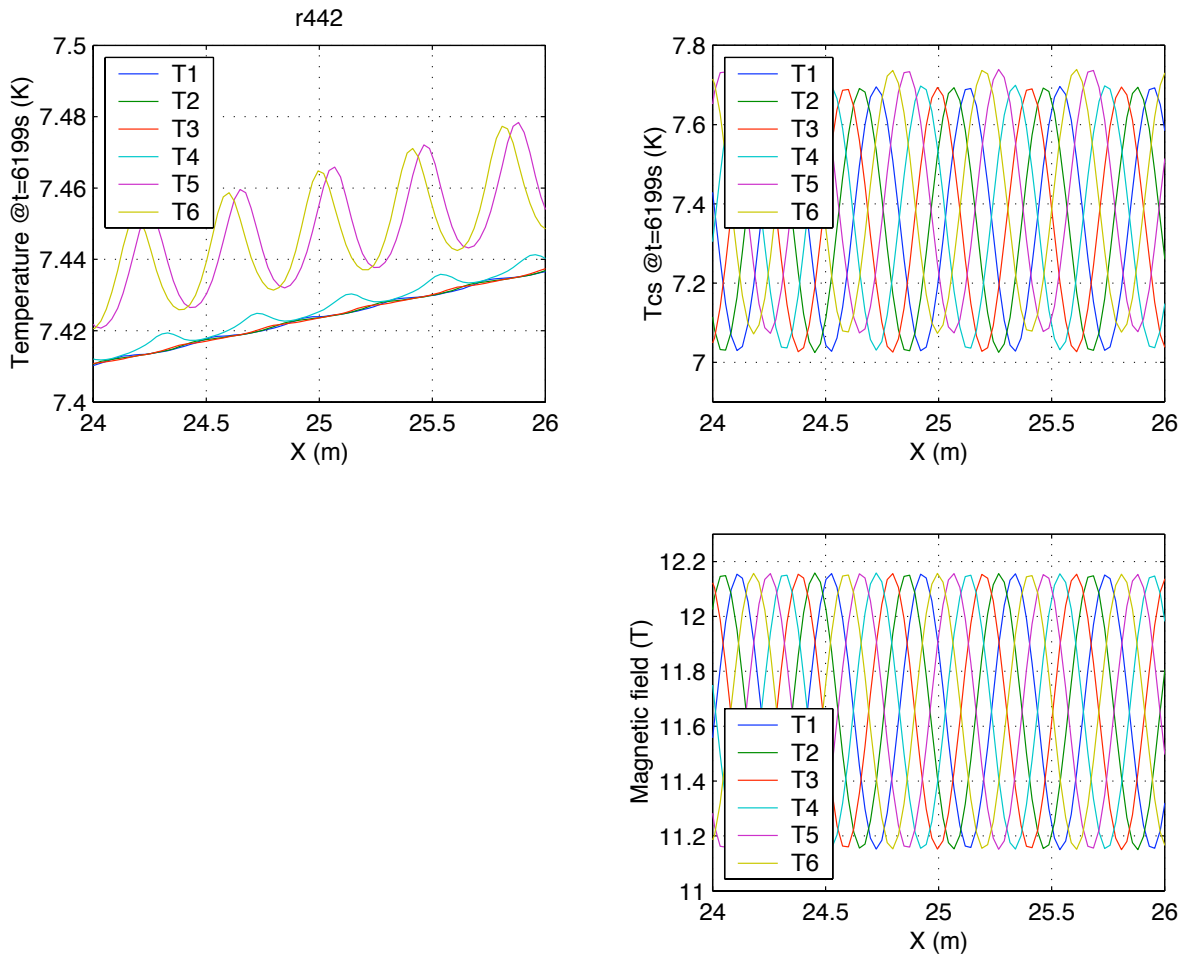 r442
Temperature @t=6199s (K)
7.5
7.48
7.46
7.44
7.42
7.4
T1
T2
T3
T4
T5
T6
24
24.5
25
25.5
26
X (m)
Tcs @t=6199s (K)
7.8
7.6
7.4
7.2
7
T1
T2
T3
T4
T5
T6
24
24.5
25
25.5
26
X (m)
Magnetic field (T)
12.2
12
11.8
11.6
11.4
11.2
11
T1
T2
T3
T4
T5
T6
24
24.5
25
25.5
26
X (m)